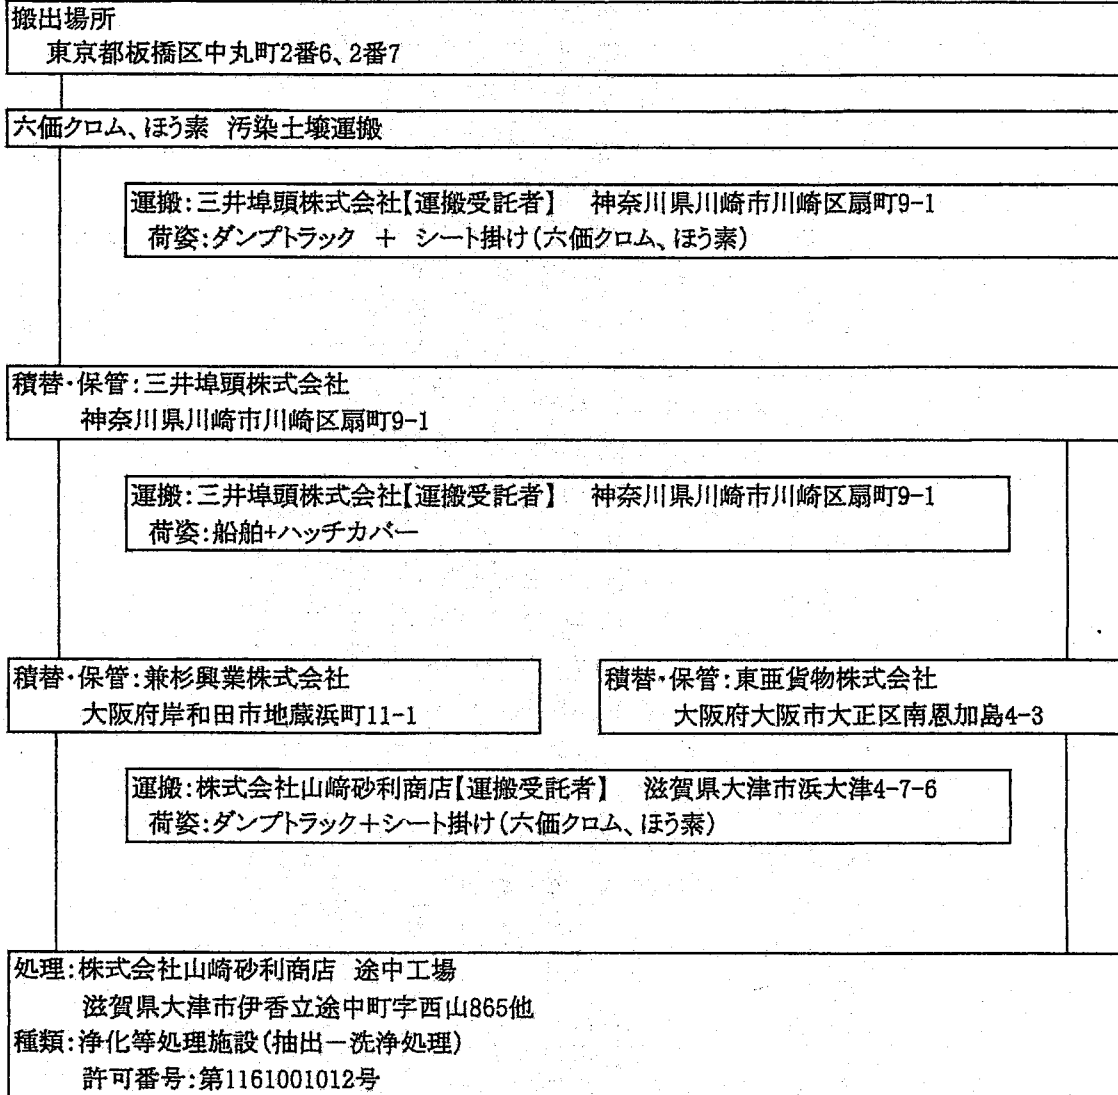 搬出場所
東京都板橋区中丸町2番6、2番7
六価クロム、ほう素 汚染土壌運搬
運搬:三井埠頭株式会社【運搬受託者】 神奈川県川崎市川崎区扇町9-1
荷姿:ダンプトラック + シート掛け(六価クロム、ほう素)
積替・保管:三井埠頭株式会社
神奈川県川崎市川崎区扇町9-1
運搬:三井埠頭株式会社【運搬受託者】 神奈川県川崎市川崎区扇町9-1
荷姿:船舶+ハッチカバー
積替・保管:兼杉興業株式会社
大阪府岸和田市地蔵浜町11-1
積替・保管:東亜貨物株式会社
大阪府大阪市大正区南恩加島4-3
運搬:株式会社山﨑砂利商店【運搬受託者】 滋賀県大津市浜大津4-7-6
荷姿:ダンプトラック+シート掛け(六価クロム、ほう素)
処理:株式会社山﨑砂利商店 途中工場
滋賀県大津市伊香立途中町字西山865他
種類:浄化等処理施設(抽出-洗浄処理)
許可番号:第1161001012号